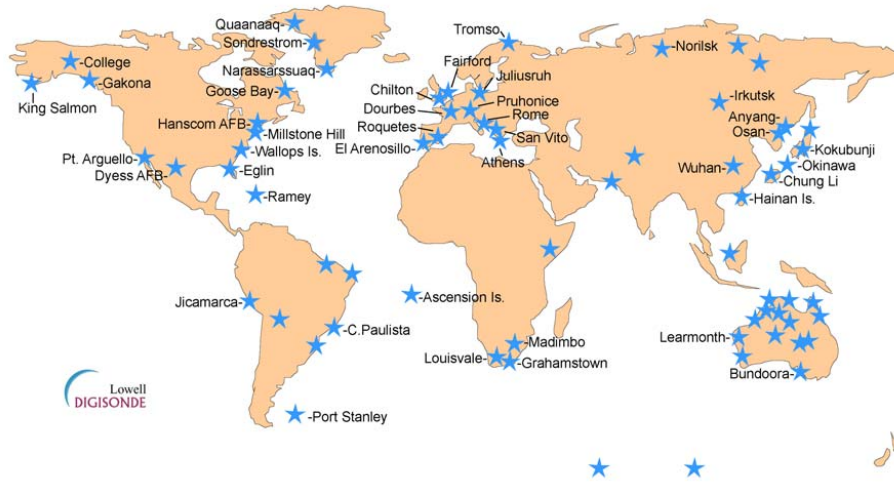 Quaanaaq-
Sondrestrom-
Narassarssuaq-
Goose Bay-
-College
-Gakona
King Salmon
Hanscom AFB-
-Millstone Hill
-Wallops Is.
Pt. Arguello-
Dyess AFB-
-Eglin
-Ramey
Tromso
Fairford
Chilton
Juliusruh
Dourbes
Pruhonice
Roquetes
Rome
El Arenosillo
San Vito
Athens
-Norilsk
-Irkutsk
Anyang-
Osan-
-Kokubunji
Wuhan-
-Okinawa
-Chung Li
-Hainan Is.
Jicamarca-
-C.Paulista
-Port Stanley
-Ascension Is.
-Madimbo
Louisvale-
-Grahamstown
Learmonth-
Bundoora-
Lowell
DIGISONDE